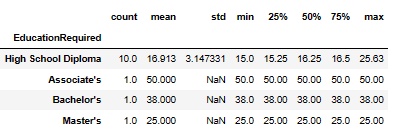 count mean std min 25% 50% 75% max
EducationRequired
High School Diploma 10.0 16.913 3.147331 15.0 15.25 16.25 16.5 25.63
Associate's 1.0 50.000 NaN 50.0 50.00 50.00 50.0 50.00
Bachelor's 1.0 38.000 NaN 38.0 38.00 38.00 38.0 38.00
Master's 1.0 25.000 NaN 25.0 25.00 25.00 25.0 25.00